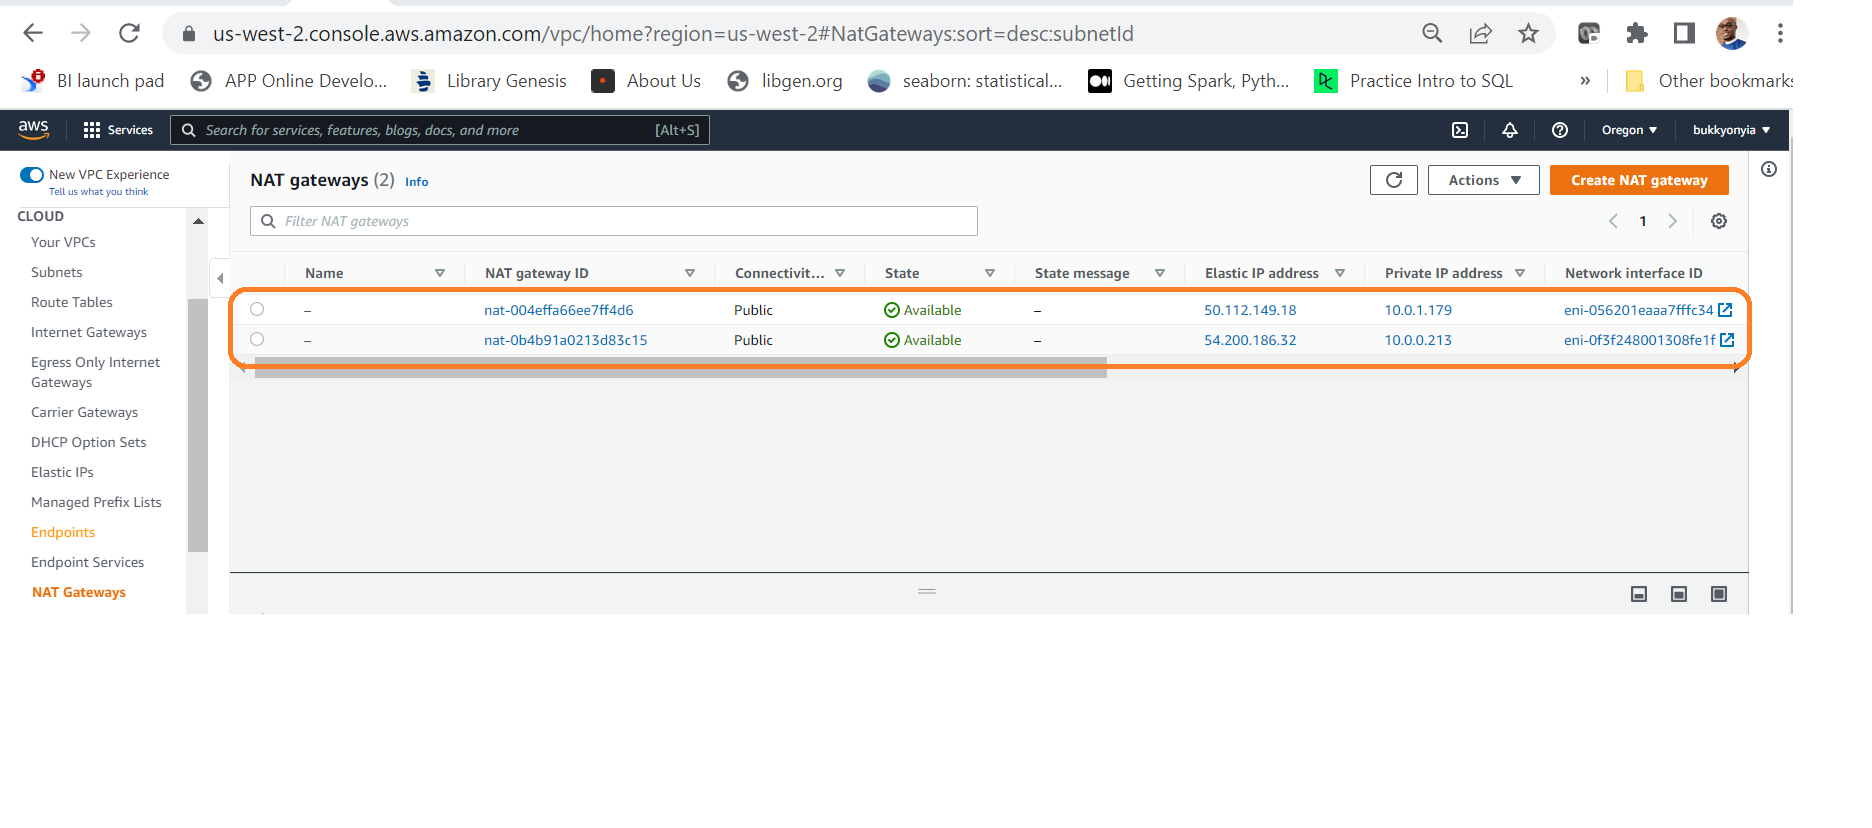 us-west-2.console.aws.amazon.com/vpc/home?region=us-west-2#NatGateways:sort=desc:subnetId
BI launch pad APP Online Develo... Library Genesis About Us libgen.org seaborn: statistical... Getting Spark, Pyth... Practice Intro to SQL » Other bookmarks
aws Services Search for services, features, blogs, docs, and more [Alt+S] Oregon bukkyonyia
New VPC Experience
Tell us what you think
CLOUD
Your VPCs
Subnets
Route Tables
Internet Gateways
Egress Only Internet
Gateways
Carrier Gateways
DHCP Option Sets
Elastic IPs
Managed Prefix Lists
Endpoints
Endpoint Services
NAT Gateways
NAT gateways (2) Info
Actions Create NAT gateway
Filter NAT gateways
1
Name NAT gateway ID Connectivit... State State message Elastic IP address Private IP address Network interface ID
– nat-004effa66ee7ff4d6 Public Available – 50.112.149.18 10.0.1.179 eni-056201eaaa7fffc34
– nat-0b4b91a0213d83c15 Public Available – 54.200.186.32 10.0.0.213 eni-0f3f248001308fe1f